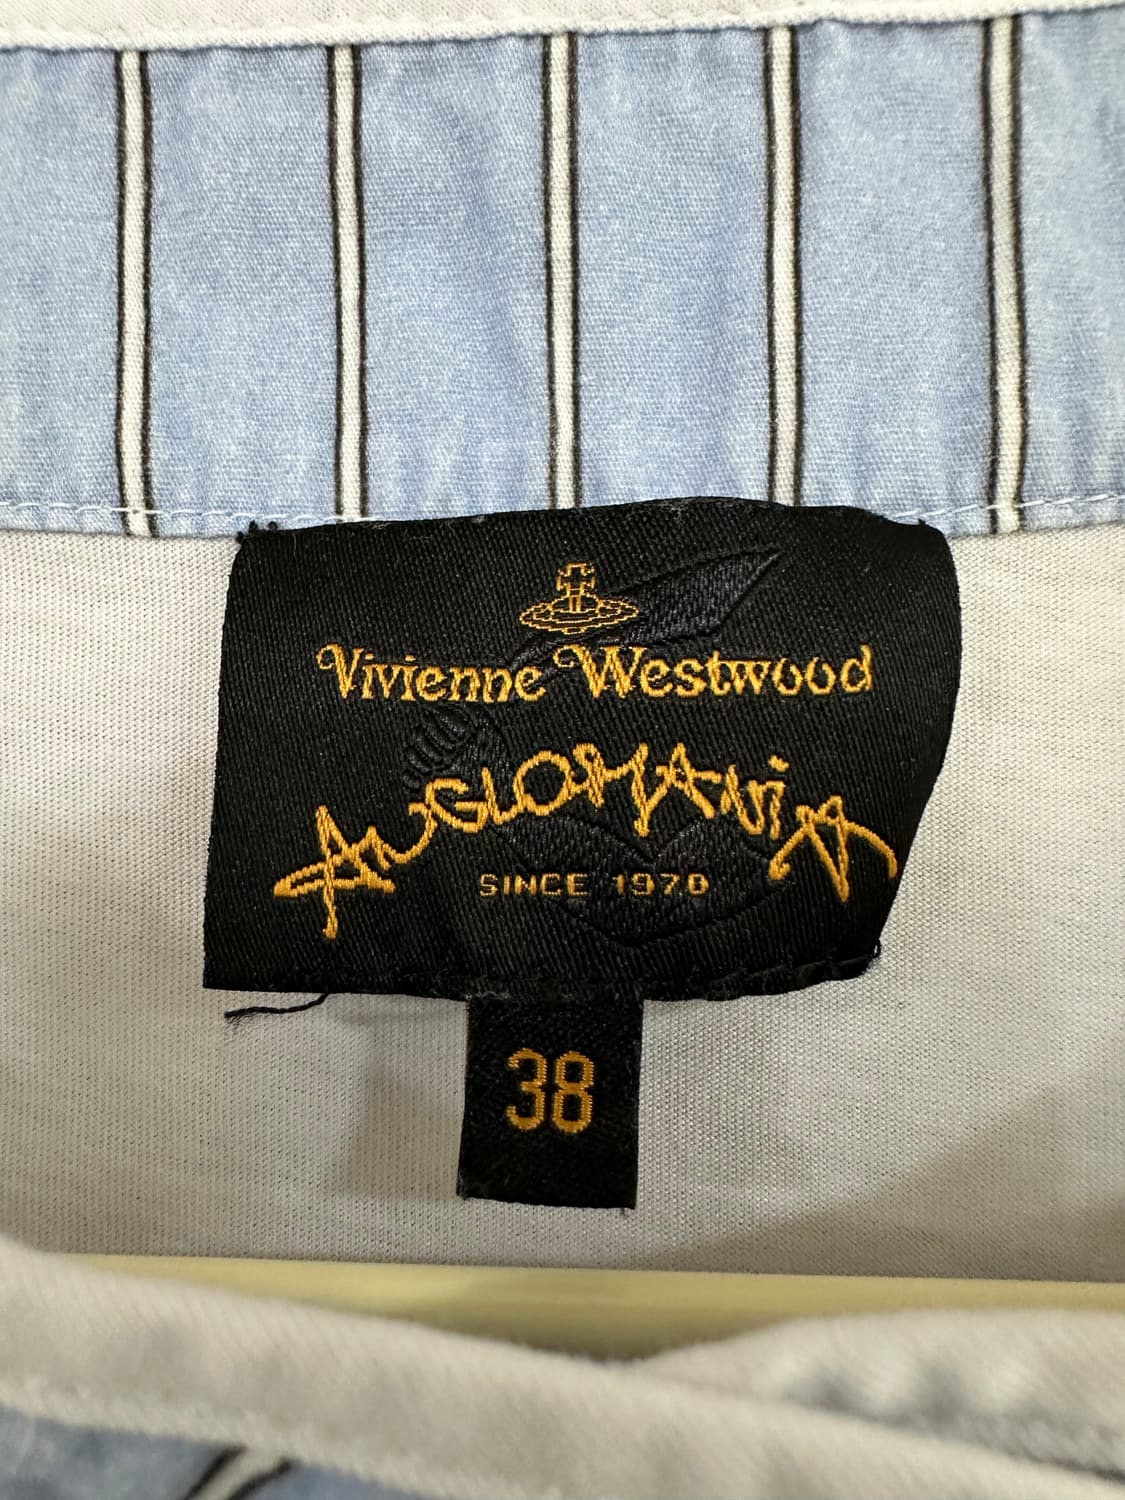 Vivienne Westwood
ANGLOMANiA
SINCE 1970
38